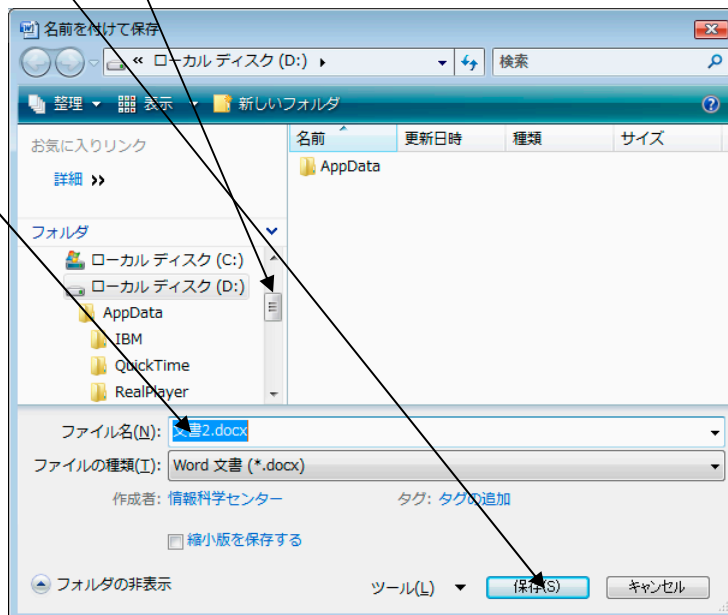 名前を付けて保存
« ローカル ディスク (D:) 検索
整理 表示 新しいフォルダ
お気に入りリンク
詳細 »
フォルダ
ローカル ディスク (C:)
ローカル ディスク (D:)
AppData
IBM
QuickTime
RealPlayer
名前 更新日時 種類 サイズ
AppData
ファイル名(N): 文書2.docx
ファイルの種類(T): Word 文書 (*.docx)
作成者: 情報科学センター タグ: タグの追加
縮小版を保存する
フォルダの非表示 ツール(L) 保存(S) キャンセル